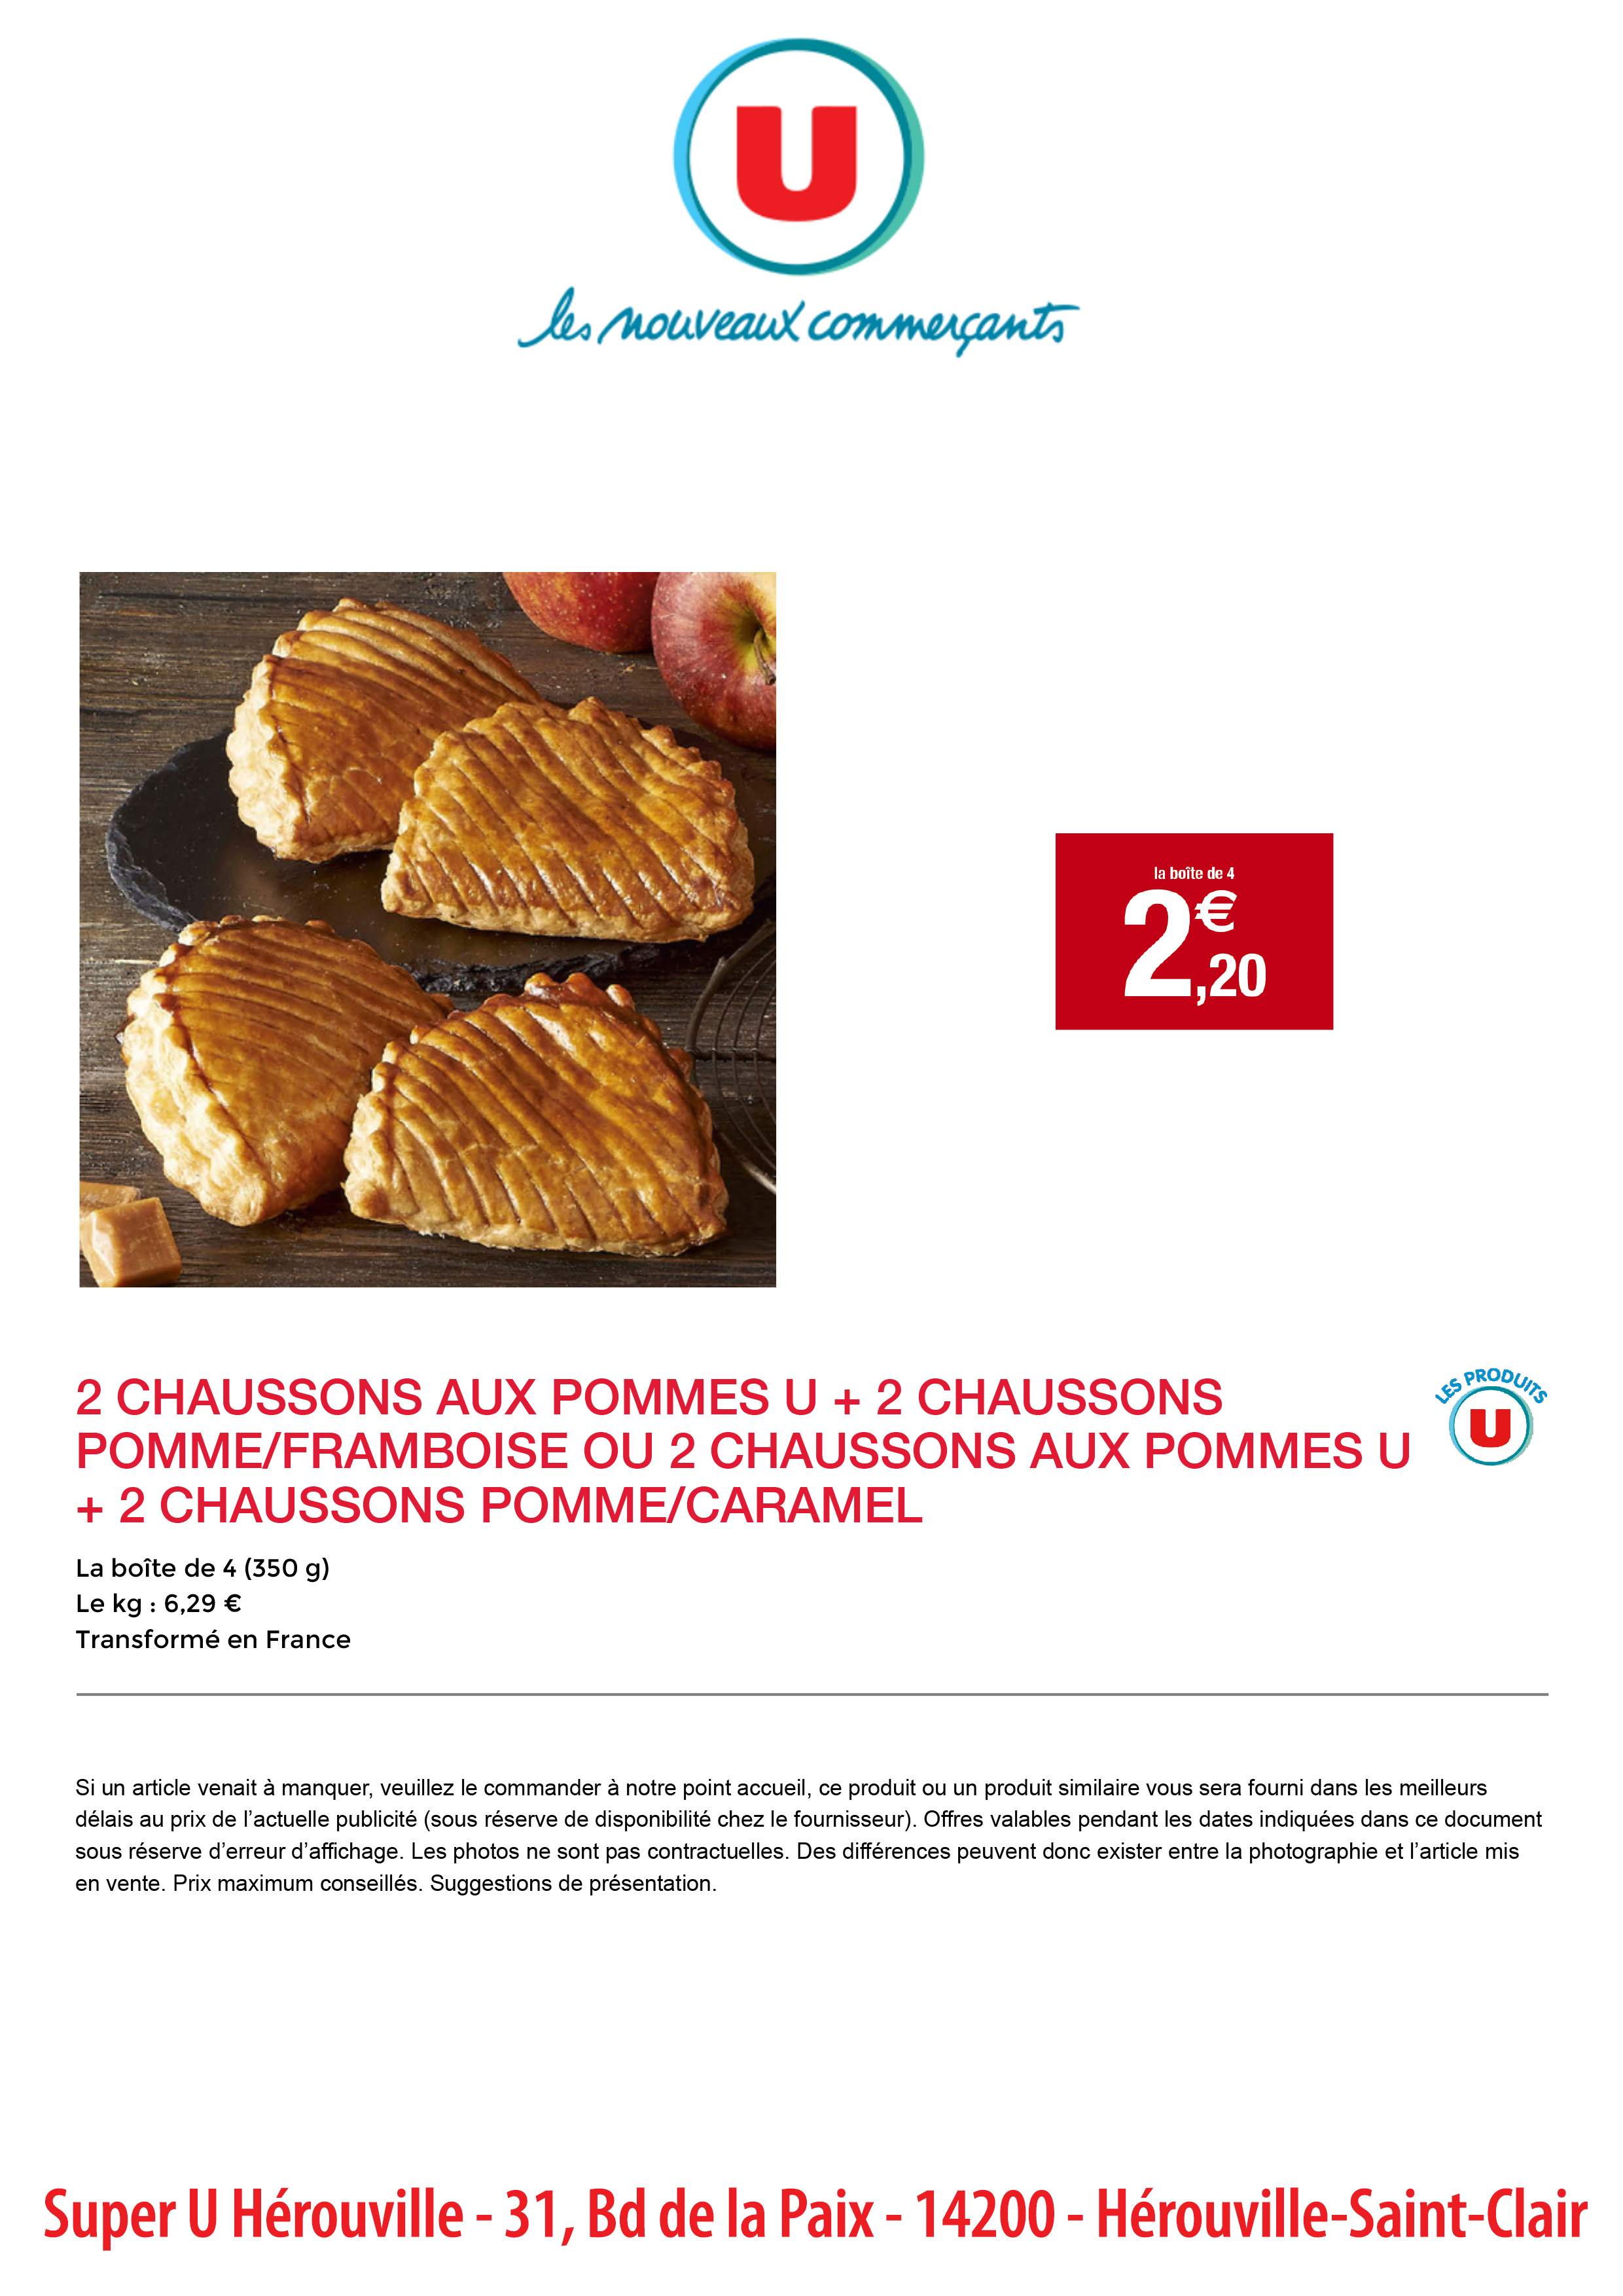 U
les nouveaux commerçants
la boîte de 4
2€,20
2 CHAUSSONS AUX POMMES U + 2 CHAUSSONS
POMME/FRAMBOISE OU 2 CHAUSSONS AUX POMMES U
+ 2 CHAUSSONS POMME/CARAMEL
LES PRODUITS
U
La boîte de 4 (350 g)
Le kg : 6,29 €
Transformé en France
Si un article venait à manquer, veuillez le commander à notre point accueil, ce produit ou un produit similaire vous sera fourni dans les meilleurs
délais au prix de l’actuelle publicité (sous réserve de disponibilité chez le fournisseur). Offres valables pendant les dates indiquées dans ce document
sous réserve d’erreur d’affichage. Les photos ne sont pas contractuelles. Des différences peuvent donc exister entre la photographie et l’article mis
en vente. Prix maximum conseillés. Suggestions de présentation.
Super U Hérouville - 31, Bd de la Paix - 14200 - Hérouville-Saint-Clair